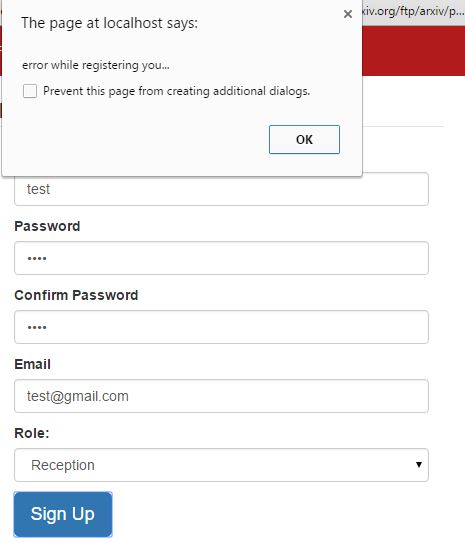 The page at localhost says:
xiv.org/ftp/arxiv/p...
error while registering you...
Prevent this page from creating additional dialogs.
OK
test
Password
••••
Confirm Password
••••
Email
test@gmail.com
Role:
Reception
Sign Up